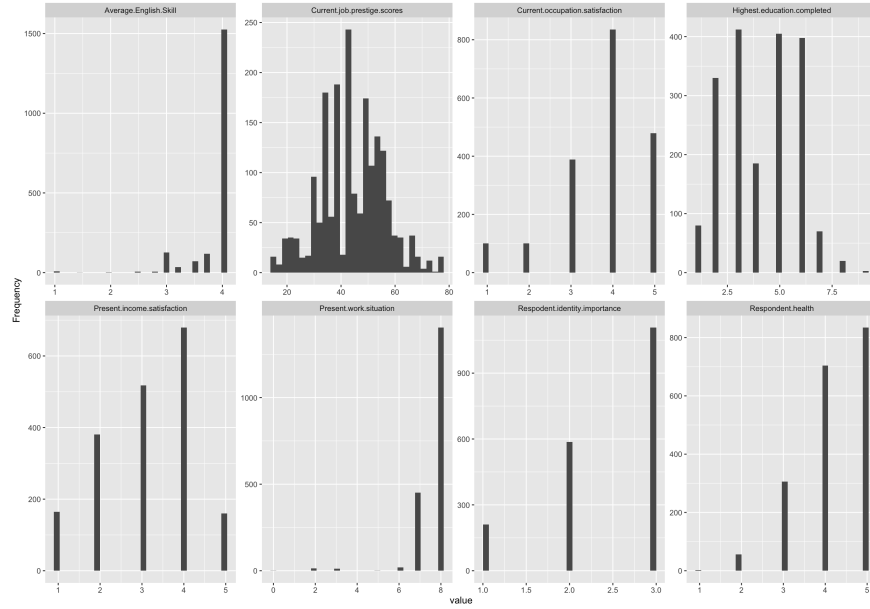 Average.English.Skill
Current.job.prestige.scores
Current.occupation.satisfaction
Highest.education.completed
1500
1000
500
0
1 2 3 4
250
200
150
100
50
0
20 40 60 80
800
600
400
200
0
1 2 3 4 5
400
300
200
100
0
2.5 5.0 7.5
Present.income.satisfaction
Present.work.situation
Respodent.identity.importance
Respondent.health
600
400
200
0
1 2 3 4 5
1000
500
0
0 2 4 6 8
900
600
300
0
1.0 1.5 2.0 2.5 3.0
800
600
400
200
0
1 2 3 4 5
Frequency
value